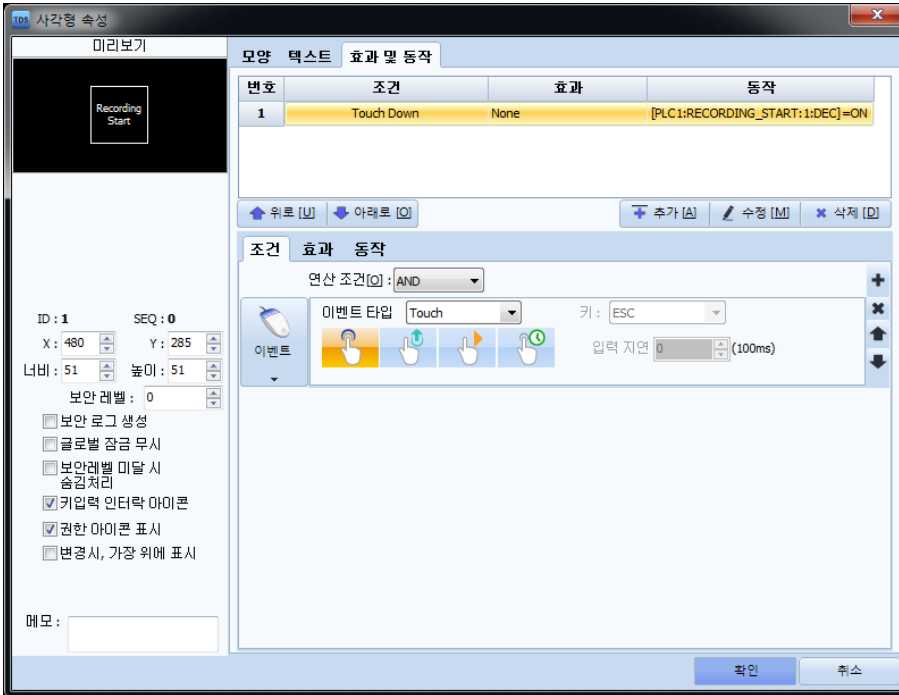 TDS 사각형 속성
미리보기
Recording
Start
ID : 1 SEQ : 0
X : 480 Y : 285
너비 : 51 높이 : 51
보안 레벨 : 0
보안 로그 생성
글로벌 잠금 무시
보안레벨 미달 시
숨김처리
키입력 인터락 아이콘
권한 아이콘 표시
변경시, 가장 위에 표시
메모 :
모양 텍스트 효과 및 동작
번호 조건 효과 동작
1 Touch Down None [PLC1:RECORDING_START:1:DEC]=ON
위로 [U] 아래로 [O] 추가 [A] 수정 [M] 삭제 [D]
조건 효과 동작
연산 조건[O] : AND
이벤트
이벤트 타입 Touch 키 : ESC
입력 지연 0 (100ms)
확인 취소